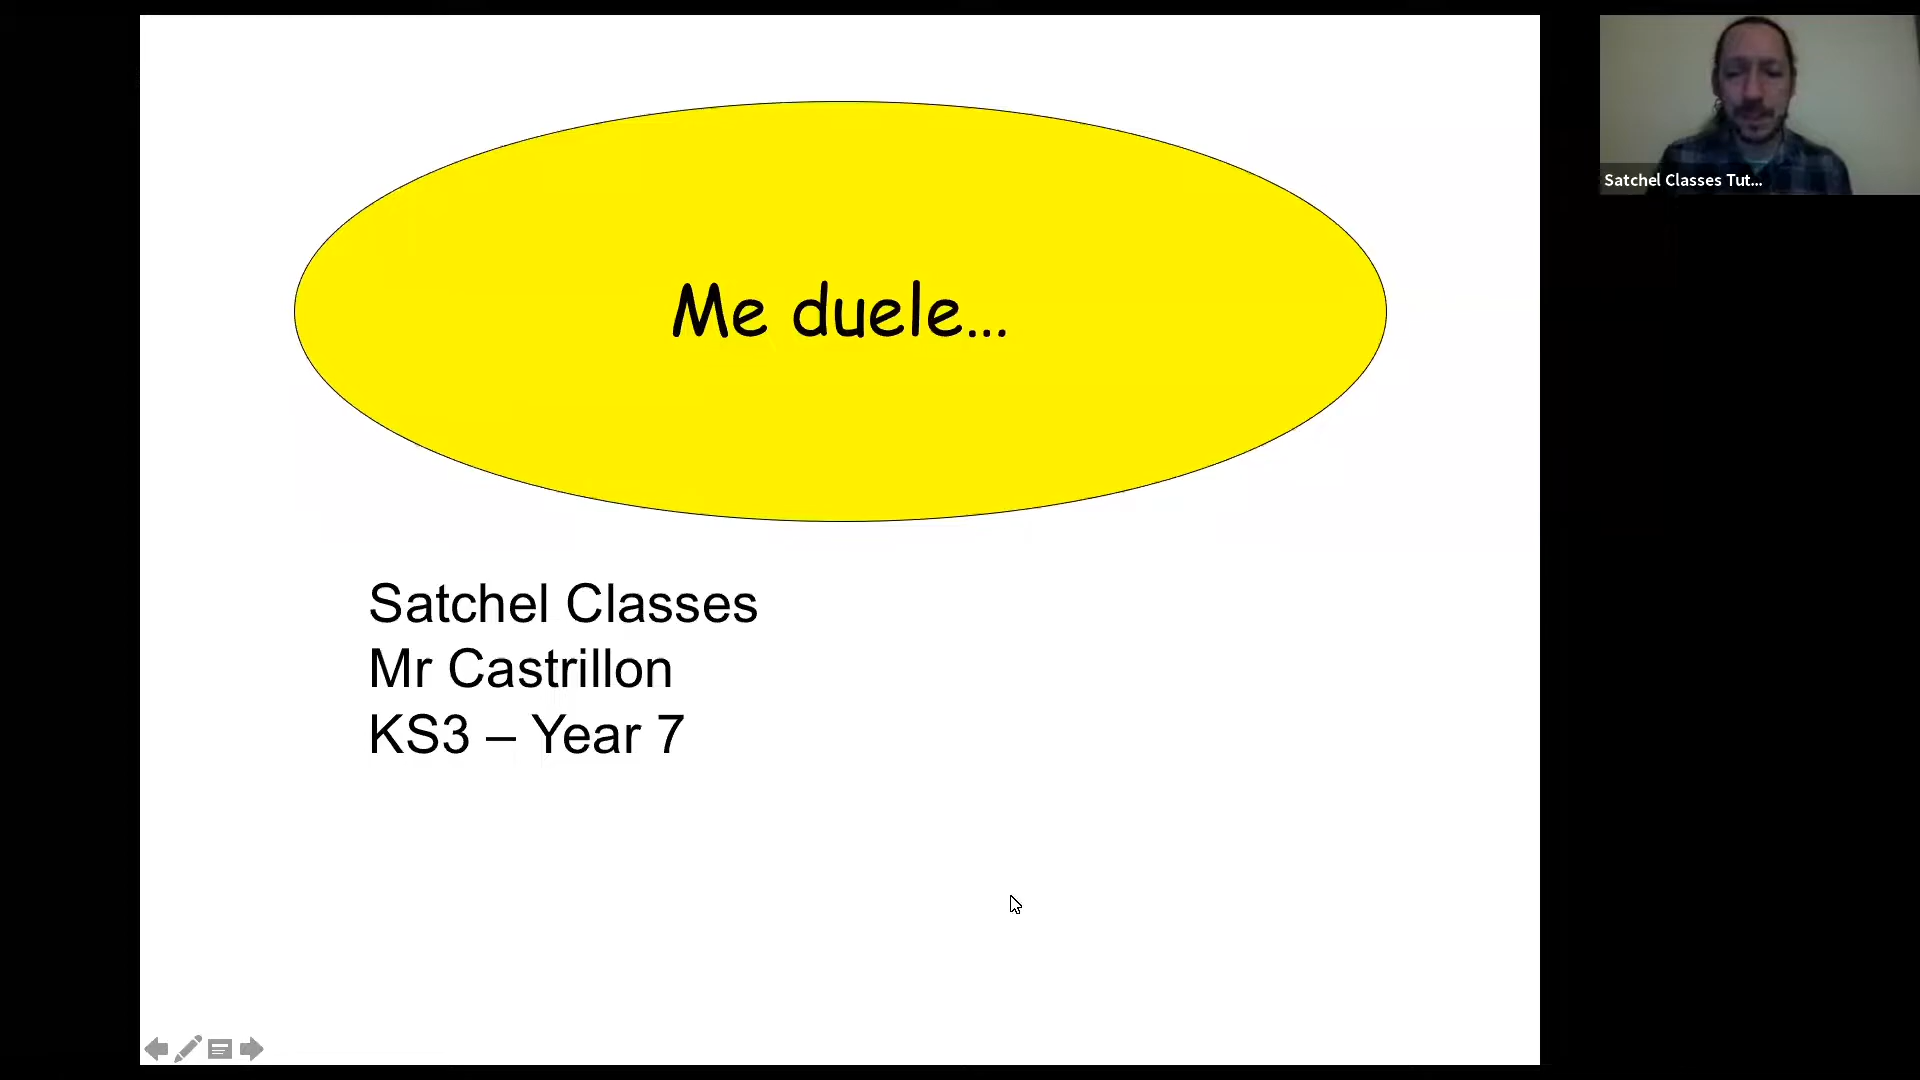 Me duele...
Satchel Classes
Mr Castrillon
KS3 – Year 7
Satchel Classes Tut...